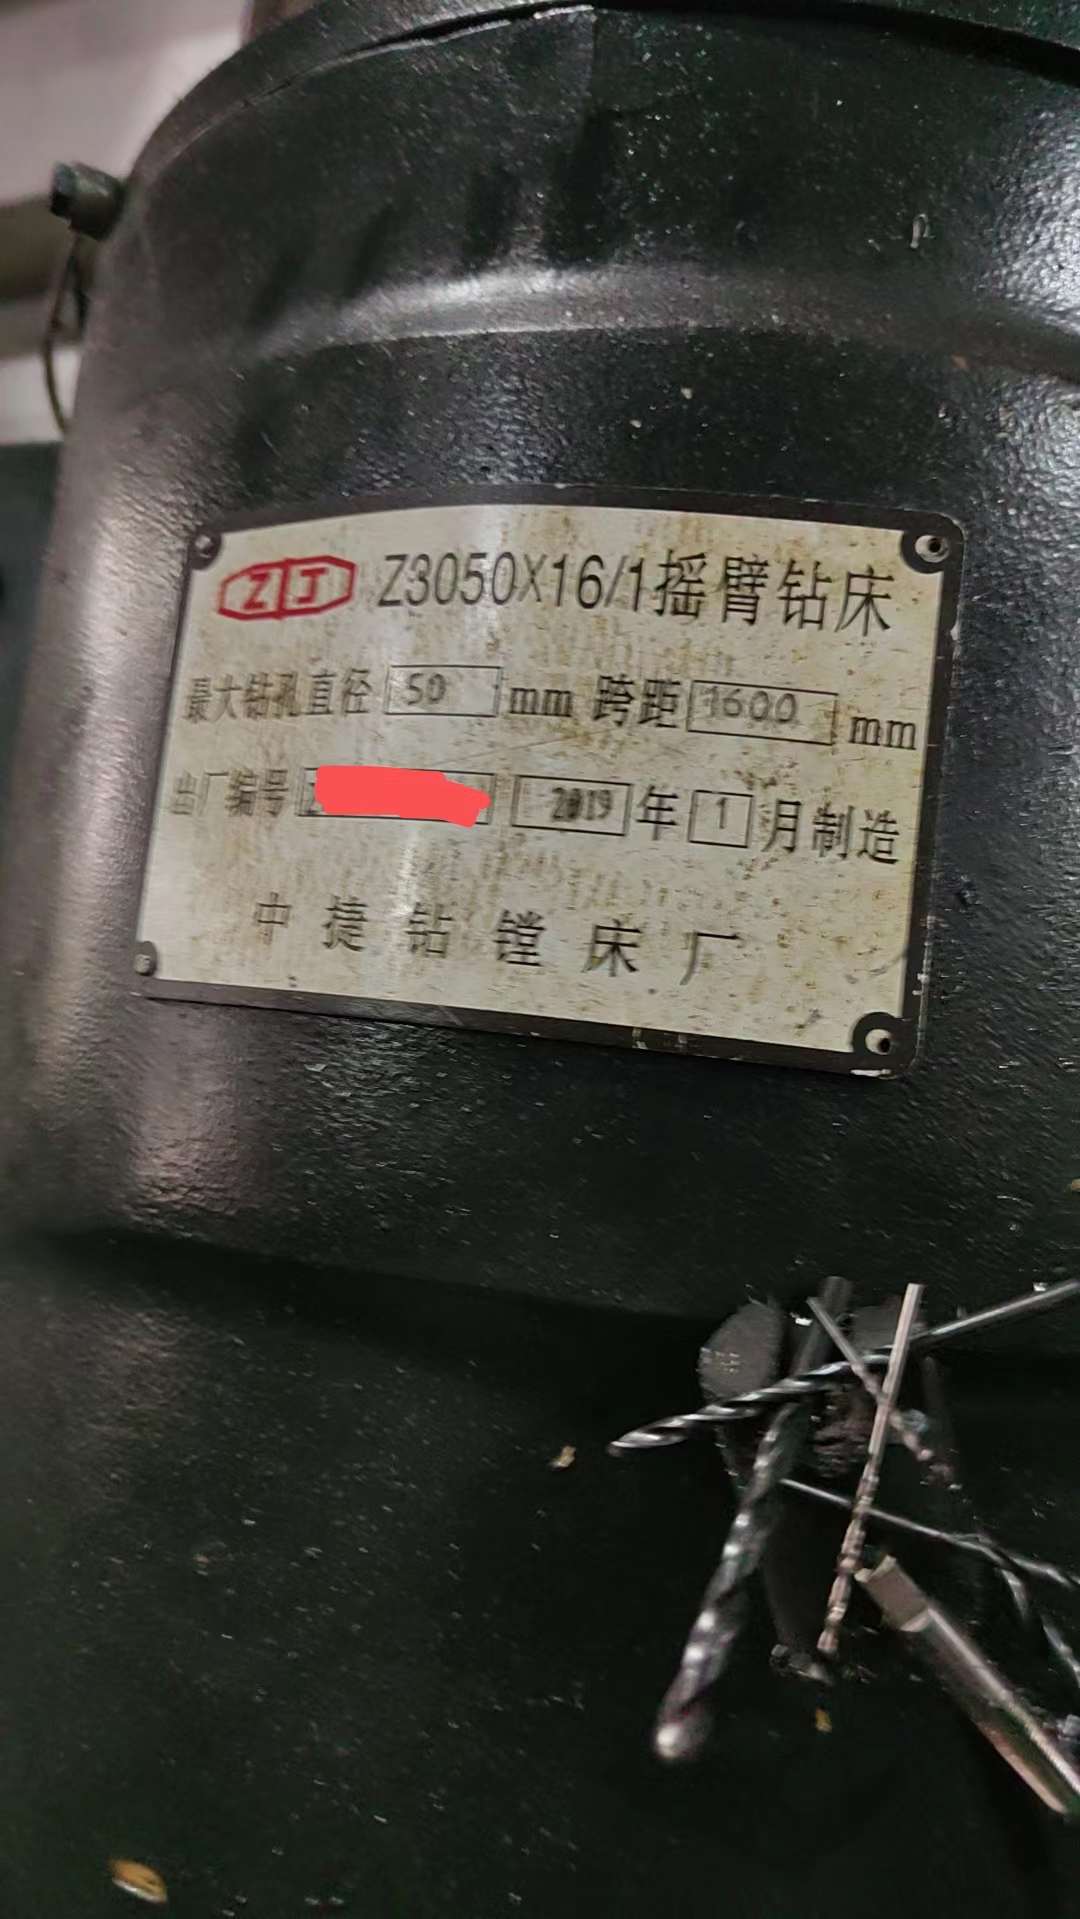 ZJ Z3050X16/1摇臂钻床
最大钻孔直径 50 mm 跨距 1600 mm
出厂编号 2019 年 1 月制造
中捷钻镗床厂